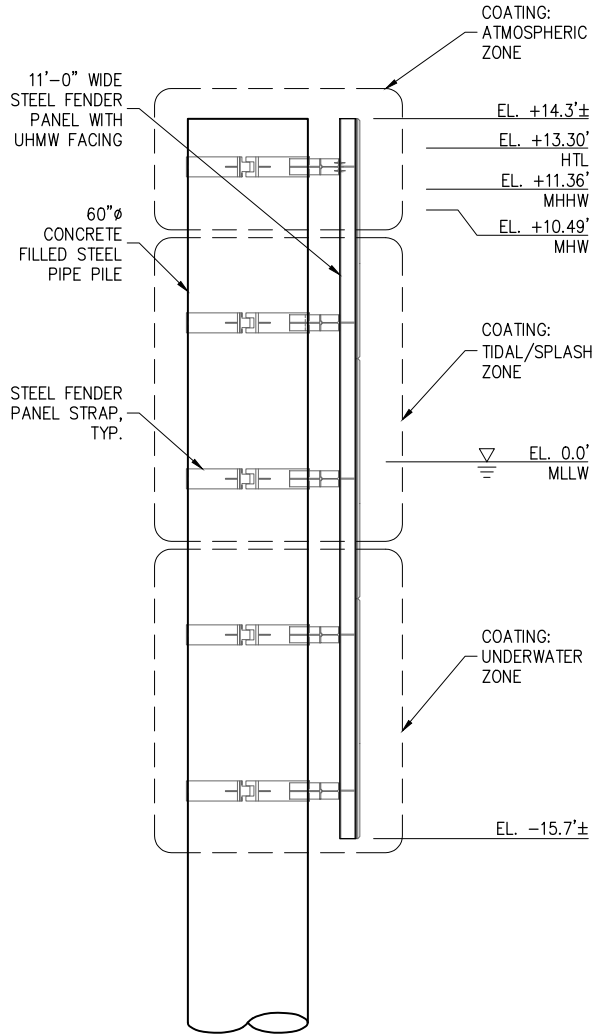 COATING:
ATMOSPHERIC
ZONE
11'-0" WIDE
STEEL FENDER
PANEL WITH
UHMW FACING
EL. +14.3'±
EL. +13.30'
HTL
EL. +11.36'
MHHW
EL. +10.49'
MHW
60"ø
CONCRETE
FILLED STEEL
PIPE PILE
COATING:
TIDAL/SPLASH
ZONE
STEEL FENDER
PANEL STRAP,
TYP.
EL. 0.0'
MLLW
COATING:
UNDERWATER
ZONE
EL. -15.7'±